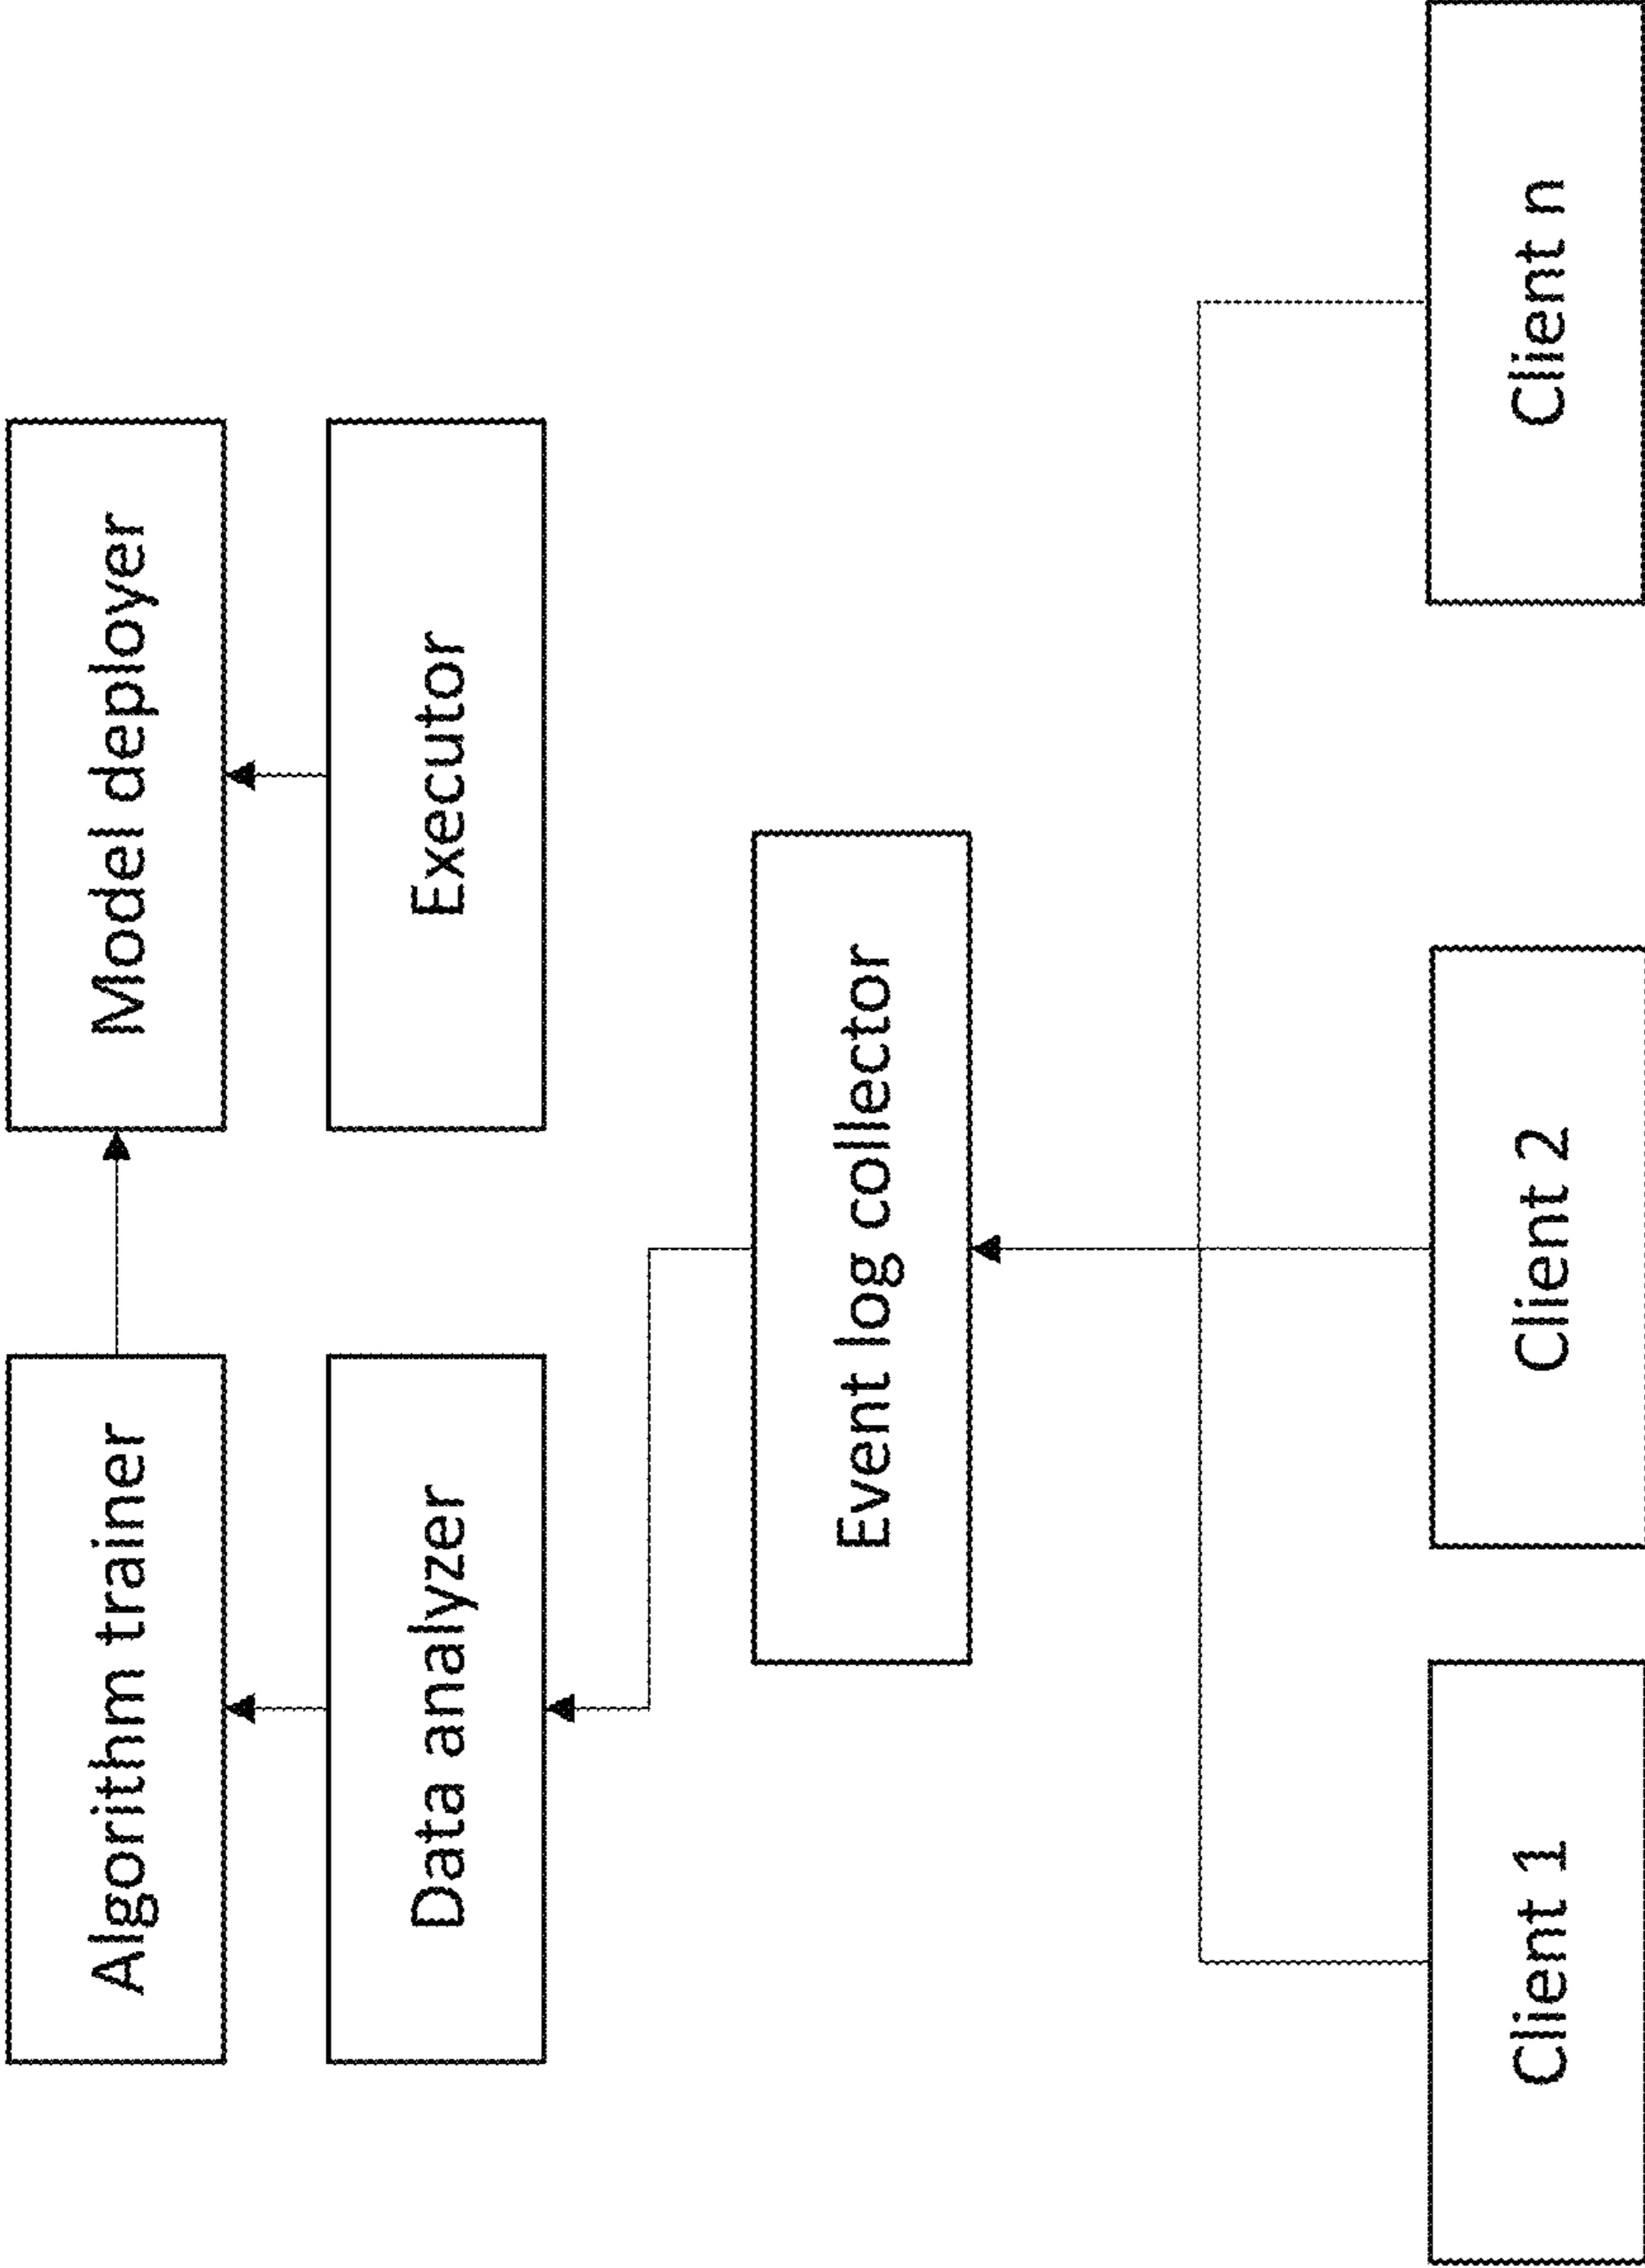 Algorithm trainer
Model deployer
Data analyzer
Executor
Event log collector
Client 1
Client 2
Client n